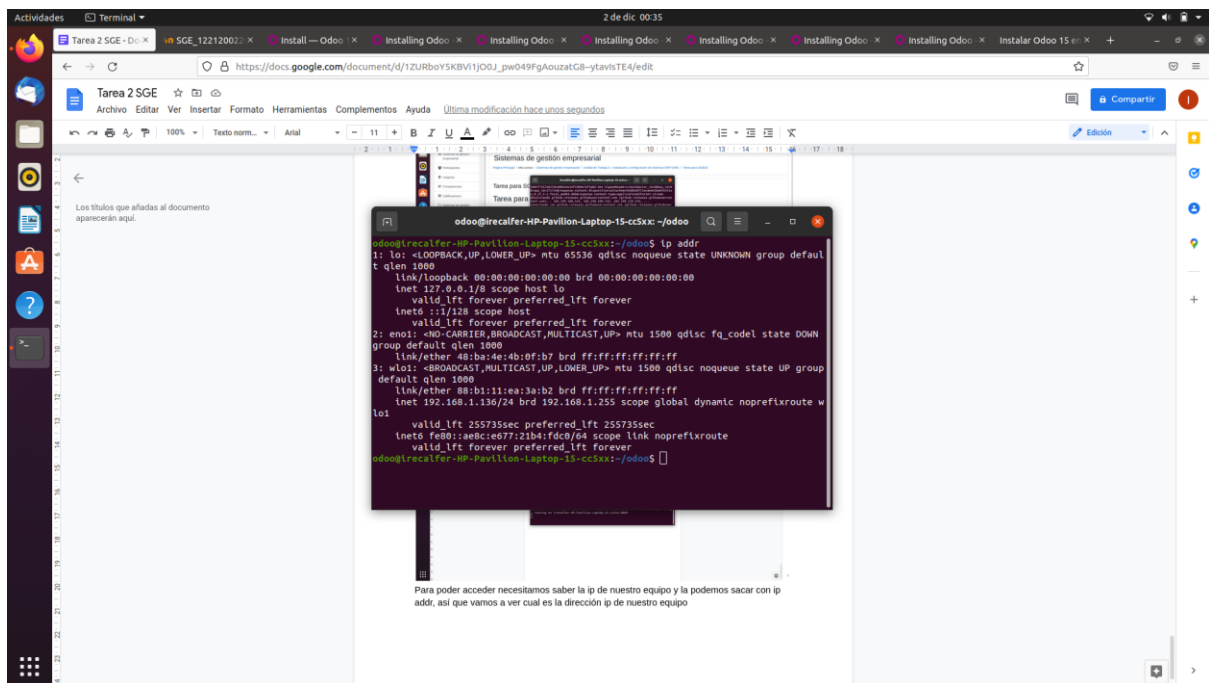 Actividades Terminal 2 de dic 00:35
Tarea 2 SGE - Do SGE_122120022 Install — Odoo 1 Installing Odoo Installing Odoo Installing Odoo Installing Odoo Installing Odoo Installing Odoo Instalar Odoo 15 en
https://docs.google.com/document/d/1ZURboY5KBVi1jO0J_pw049FgAouzatG8--ytavIsTE4/edit
Tarea 2 SGE
Archivo Editar Ver Insertar Formato Herramientas Complementos Ayuda Última modificación hace unos segundos
Compartir
I
100% Texto norm... Arial 11 B I U A Edición
Los títulos que añadas al documento
aparecerán aquí.
Sistemas de gestión empresarial
Tarea para
odoo@irecalfer-HP-Pavilion-Laptop-15-cc5xx: ~/odoo
odoo@irecalfer-HP-Pavilion-Laptop-15-cc5xx:~/odoo$ ip addr
1: lo: <LOOPBACK,UP,LOWER_UP> mtu 65536 qdisc noqueue state UNKNOWN group defaul
t qlen 1000
link/loopback 00:00:00:00:00:00 brd 00:00:00:00:00:00
inet 127.0.0.1/8 scope host lo
valid_lft forever preferred_lft forever
inet6 ::1/128 scope host
valid_lft forever preferred_lft forever
2: eno1: <NO-CARRIER,BROADCAST,MULTICAST,UP> mtu 1500 qdisc fq_codel state DOWN
group default qlen 1000
link/ether 48:ba:4e:4b:0f:b7 brd ff:ff:ff:ff:ff:ff
3: wlo1: <BROADCAST,MULTICAST,UP,LOWER_UP> mtu 1500 qdisc noqueue state UP group
default qlen 1000
link/ether 88:b1:11:ea:3a:b2 brd ff:ff:ff:ff:ff:ff
inet 192.168.1.136/24 brd 192.168.1.255 scope global dynamic noprefixroute w
lo1
valid_lft 255735sec preferred_lft 255735sec
inet6 fe80::ae8c:e677:21b4:fdc0/64 scope link noprefixroute
valid_lft forever preferred_lft forever
odoo@irecalfer-HP-Pavilion-Laptop-15-cc5xx:~/odoo$
Para poder acceder necesitamos saber la ip de nuestro equipo y la podemos sacar con ip
addr, así que vamos a ver cual es la dirección ip de nuestro equipo